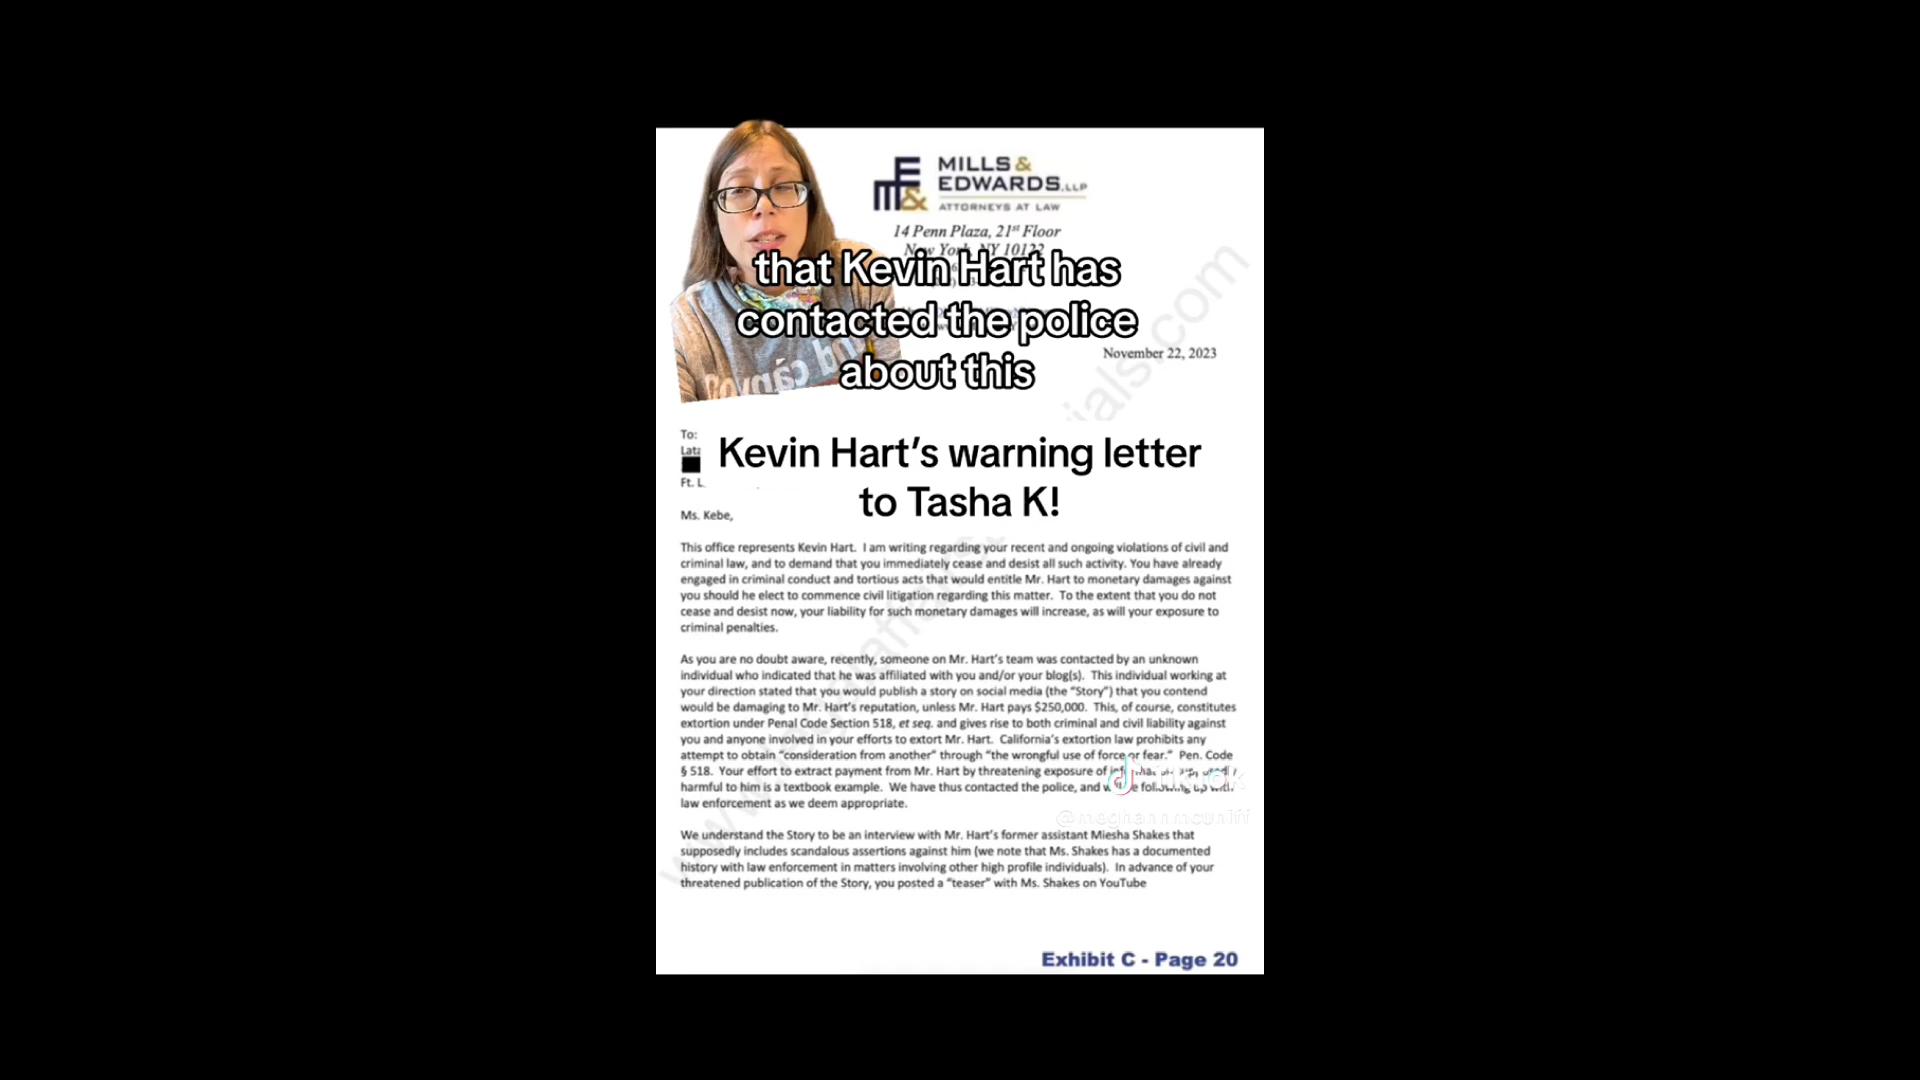 MILLS &
EDWARDS, LLP
ATTORNEYS AT LAW
14 Penn Plaza, 21st Floor
New York, NY 10122
that Kevin Hart has
contacted the police
about this
November 22, 2023
To:
Kevin Hart’s warning letter
to Tasha K!
Ft. L
Ms. Kebe,
This office represents Kevin Hart. I am writing regarding your recent and ongoing violations of civil and
criminal law, and to demand that you immediately cease and desist all such activity. You have already
engaged in criminal conduct and tortious acts that would entitle Mr. Hart to monetary damages against
you should he elect to commence civil litigation regarding this matter. To the extent that you do not
cease and desist now, your liability for such monetary damages will increase, as will your exposure to
criminal penalties.
As you are no doubt aware, recently, someone on Mr. Hart’s team was contacted by an unknown
individual who indicated that he was affiliated with you and/or your blog(s). This individual working at
your direction stated that you would publish a story on social media (the “Story”) that you contend
would be damaging to Mr. Hart’s reputation, unless Mr. Hart pays $250,000. This, of course, constitutes
extortion under Penal Code Section 518, et seq. and gives rise to both criminal and civil liability against
you and anyone involved in your efforts to extort Mr. Hart. California’s extortion law prohibits any
attempt to obtain “consideration from another” through “the wrongful use of force or fear.” Pen. Code
§ 518. Your effort to extract payment from Mr. Hart by threatening exposure of
harmful to him is a textbook example. We have thus contacted the police, and following up with
law enforcement as we deem appropriate.
TikTok
@meghannmcuniff
We understand the Story to be an interview with Mr. Hart’s former assistant Miesha Shakes that
supposedly includes scandalous assertions against him (we note that Ms. Shakes has a documented
history with law enforcement in matters involving other high profile individuals). In advance of your
threatened publication of the Story, you posted a “teaser” with Ms. Shakes on YouTube
Exhibit C - Page 20